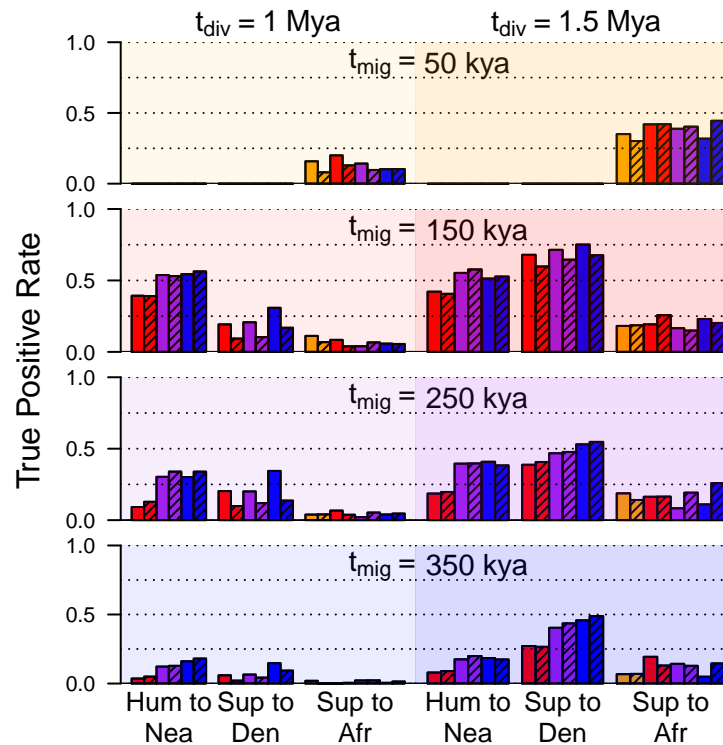 t_div = 1 Mya
t_div = 1.5 Mya
True Positive Rate
1.0
0.5
0.0
t_mig = 50 kya
1.0
0.5
0.0
t_mig = 150 kya
1.0
0.5
0.0
t_mig = 250 kya
1.0
0.5
0.0
t_mig = 350 kya
Hum to
Nea
Sup to
Den
Sup to
Afr
Hum to
Nea
Sup to
Den
Sup to
Afr